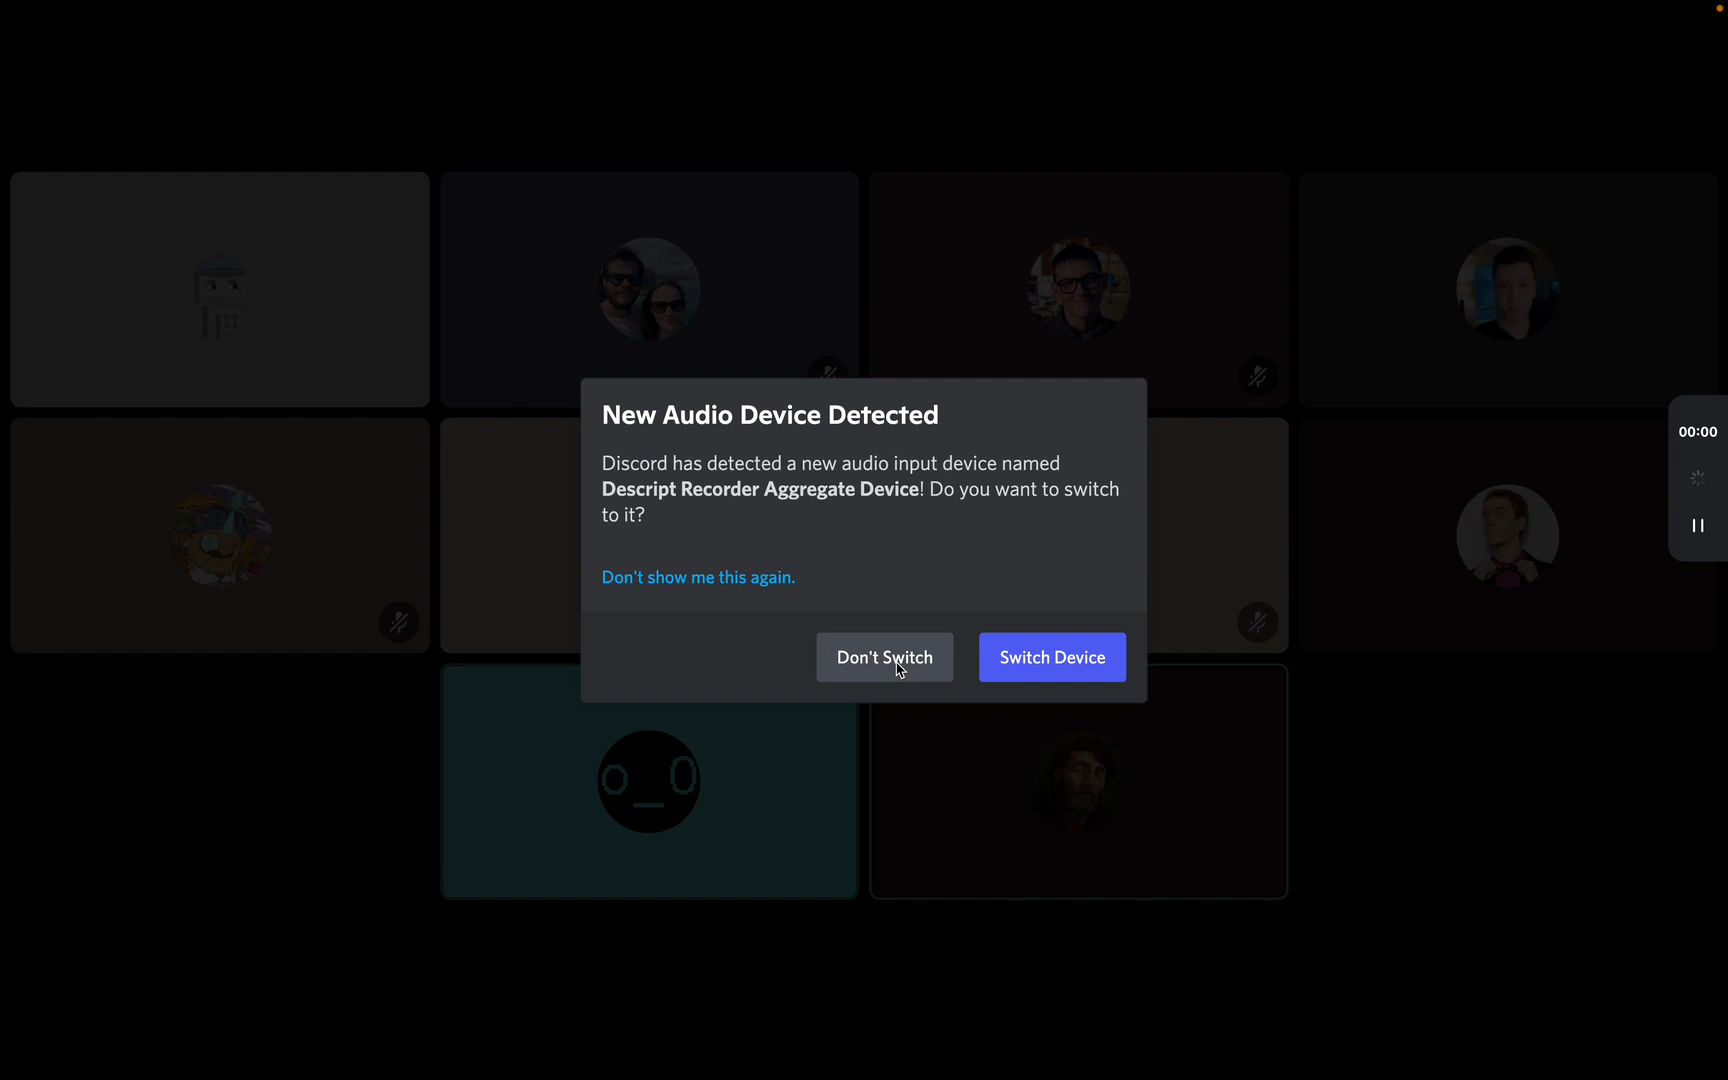 New Audio Device Detected
Discord has detected a new audio input device named
Descript Recorder Aggregate Device! Do you want to switch
to it?
00:00
Don't show me this again.
Don't Switch
Switch Device